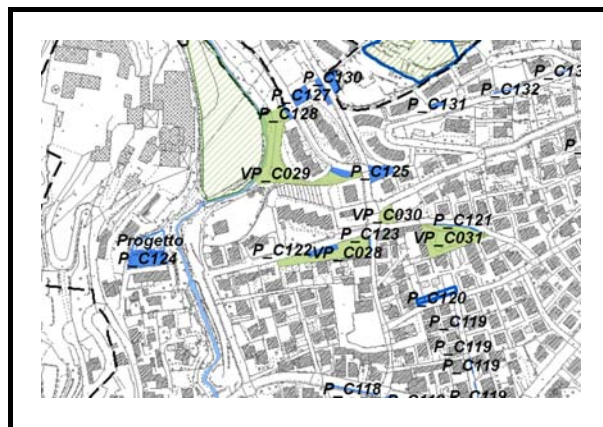 P_C130
P_C127
P_C128
P_C132
P_C131
VP_C029
P_C125
VP_C030
P_C121
P_C123
VP_C031
Progetto
P_C122
VP_C028
P_C124
P_C120
P_C119
P_C119
P_C119
P_C118
P_C119